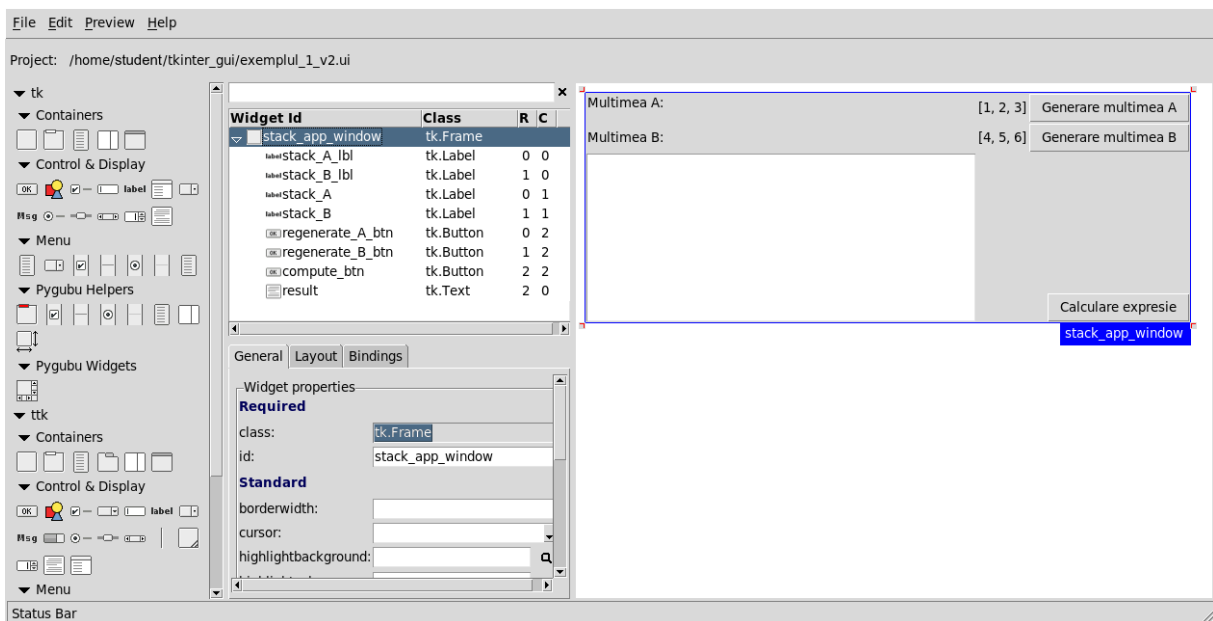 File Edit Preview Help
Project: /home/student/tkinter_gui/exemplul_1_v2.ui
tk
Containers
Control & Display
OK label
Msg
Menu
Pygubu Helpers
Pygubu Widgets
ttk
Containers
Control & Display
OK label
Msg
Menu
Widget Id Class R C
stack_app_window tk.Frame
label stack_A_lbl tk.Label 0 0
label stack_B_lbl tk.Label 1 0
label stack_A tk.Label 0 1
label stack_B tk.Label 1 1
OK regenerate_A_btn tk.Button 0 2
OK regenerate_B_btn tk.Button 1 2
OK compute_btn tk.Button 2 2
result tk.Text 2 0
General Layout Bindings
Widget properties
Required
class: tk.Frame
id: stack_app_window
Standard
borderwidth:
cursor:
highlightbackground:
Multimea A: [1, 2, 3] Generare multimea A
Multimea B: [4, 5, 6] Generare multimea B
Calculare expresie
stack_app_window
Status Bar